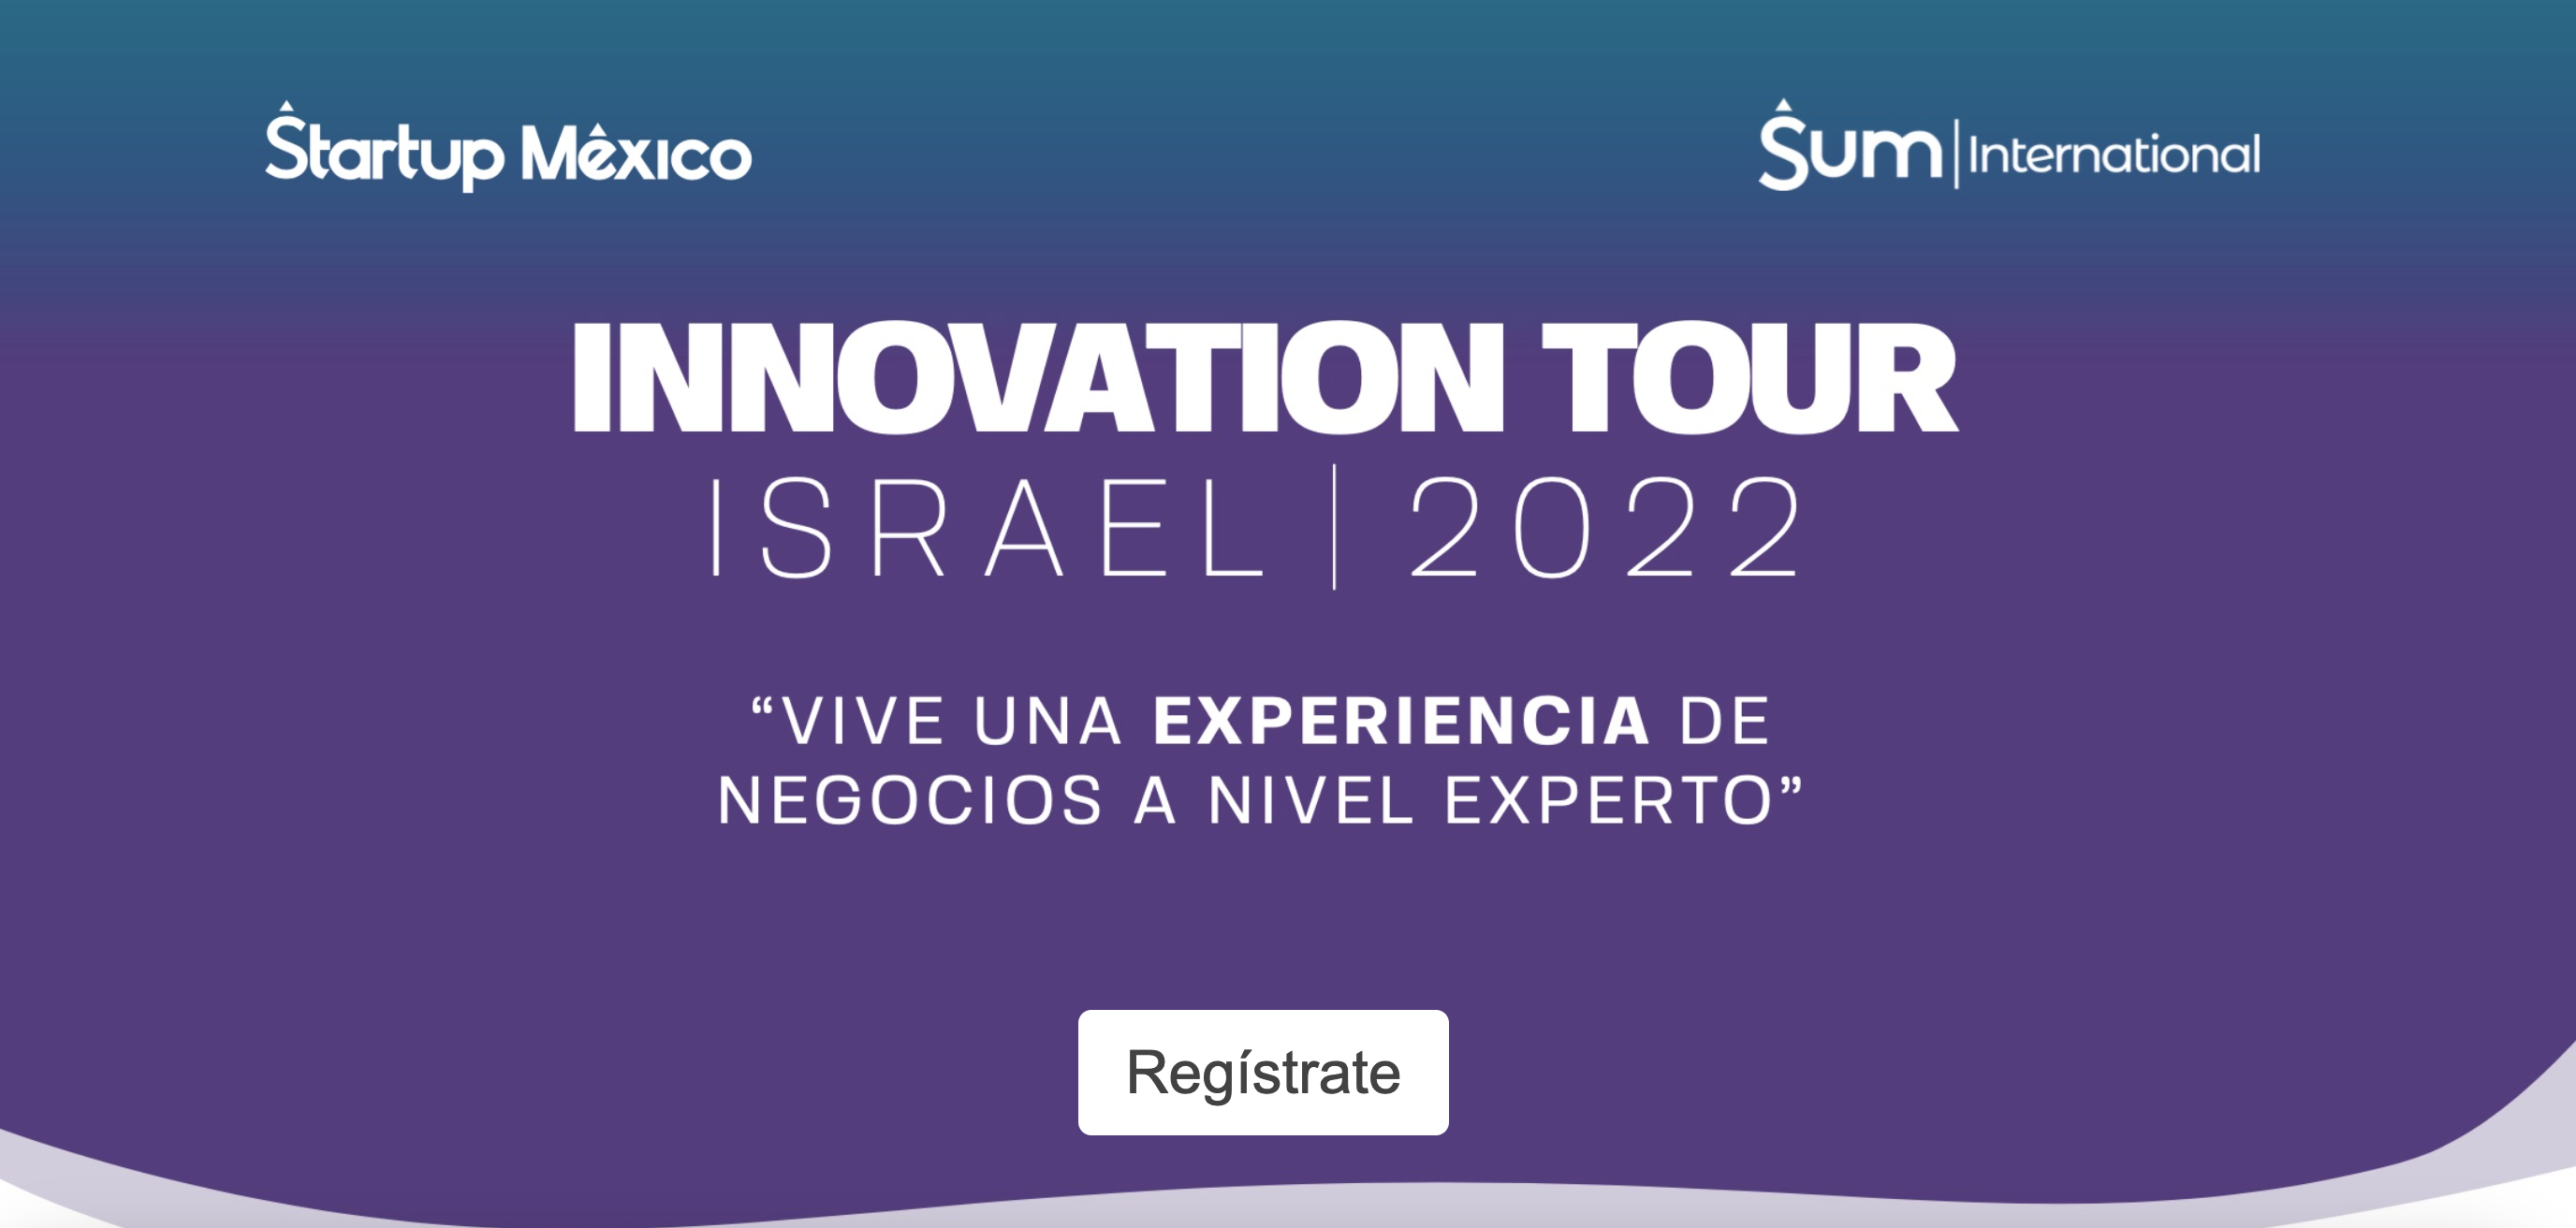 Startup México
Sum | International
INNOVATION TOUR
ISRAEL | 2022
“VIVE UNA EXPERIENCIA DE
NEGOCIOS A NIVEL EXPERTO”
Regístrate